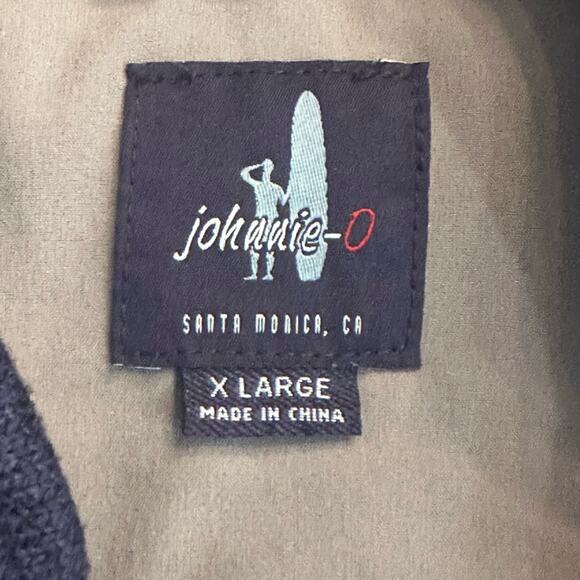 johnnie-O
SANTA MONICA, CA
X LARGE
MADE IN CHINA